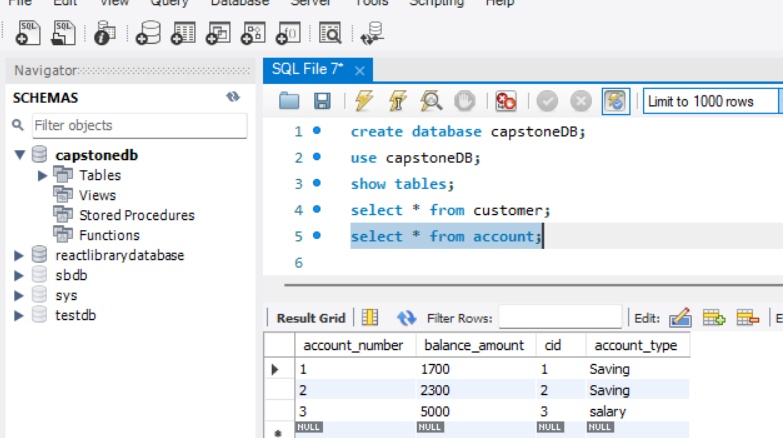 File Edit View Query Database Server Tools Scripting Help
SQL SQL
Navigator
SQL File 7*
SCHEMAS
Filter objects
Limit to 1000 rows
capstonedb
Tables
Views
Stored Procedures
Functions
reactlibrarydatabase
sbdb
sys
testdb
1 create database capstoneDB;
2 use capstoneDB;
3 show tables;
4 select * from customer;
5 select * from account;
6
Result Grid Filter Rows: Edit:
account_number balance_amount cid account_type
1 1700 1 Saving
2 2300 2 Saving
3 5000 3 salary
NULL NULL NULL NULL